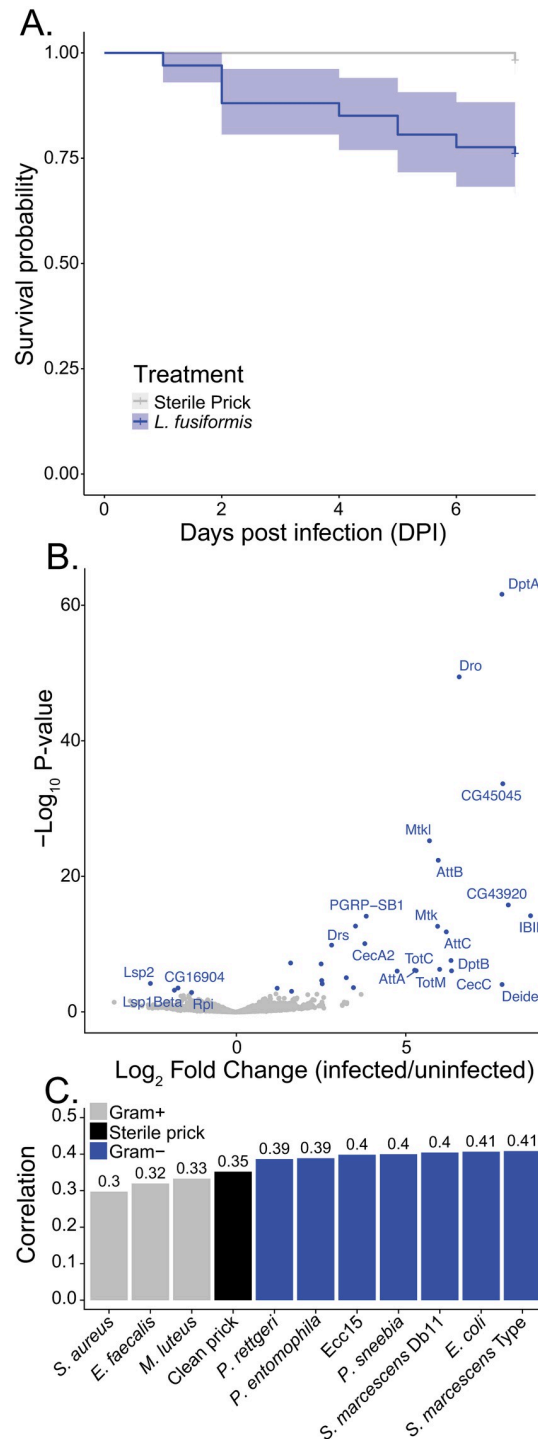 A.
1.00
0.75
0.50
0.25
0.00
Survival probability
Treatment
Sterile Prick
L. fusiformis
0 2 4 6
Days post infection (DPI)
B.
60
40
20
0
−Log10 P-value
DptA
Dro
CG45045
Mtkl
AttB
CG43920
PGRP−SB1
Mtk
Drs
CecA2
AttC
TotC
DptB
Lsp2
CG16904
AttA
TotM
CecC
Lsp1Beta
Rpi
0 5
Log2 Fold Change (infected/uninfected)
C.
Gram+
Sterile prick
Gram−
0.5
0.4
0.3
0.2
0.1
0.0
Correlation
0.3 0.32 0.33 0.35 0.39 0.39 0.4 0.4 0.4 0.41 0.41
S. aureus
E. faecalis
M. luteus
Clean prick
P. rettgeri
P. entomophila
Ecc15
P. sneebia
S. marcescens Db11
E. coli
S. marcescens Type